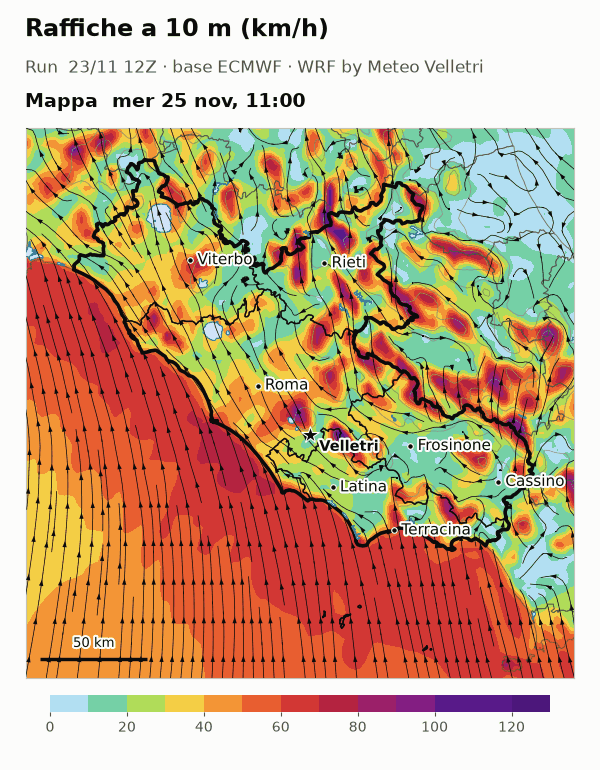 Raffiche a 10 m (km/h)
Run  23/11 12Z · base ECMWF · WRF by Meteo Velletri
Mappa  mer 25 nov, 11:00
Viterbo
Rieti
Roma
Velletri
Frosinone
Cassino
Latina
Terracina
50 km
0 20 40 60 80 100 120